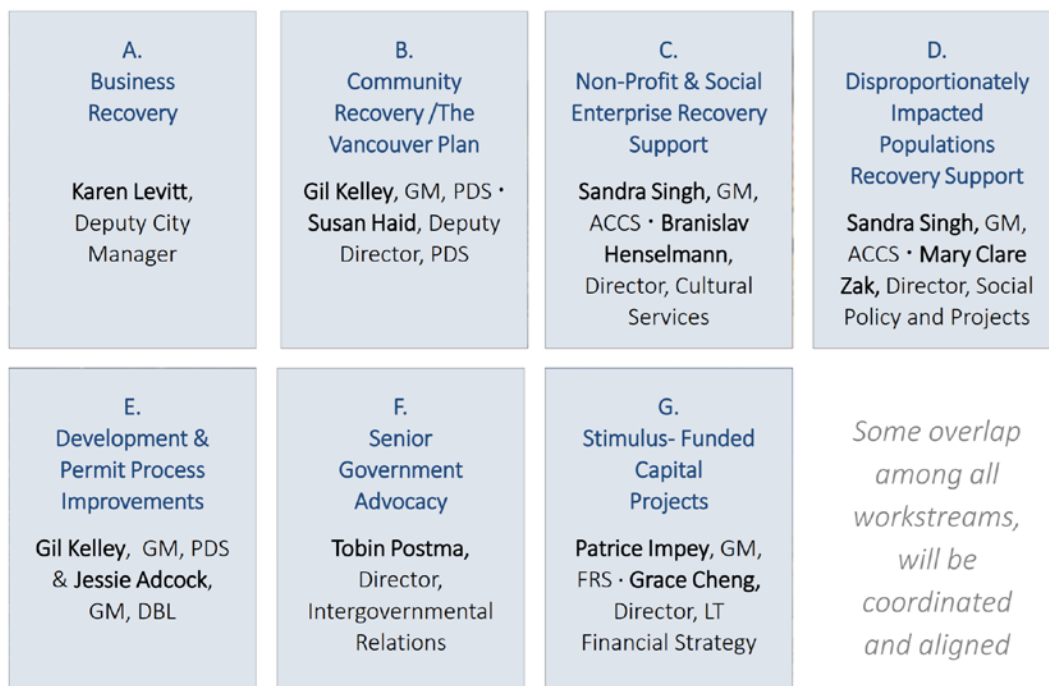 A.
Business
Recovery
Karen Levitt,
Deputy City
Manager
B.
Community
Recovery /The
Vancouver Plan
Gil Kelley, GM, PDS ·
Susan Haid, Deputy
Director, PDS
C.
Non-Profit & Social
Enterprise Recovery
Support
Sandra Singh, GM,
ACCS · Branislav
Henselmann,
Director, Cultural
Services
D.
Disproportionately
Impacted
Populations
Recovery Support
Sandra Singh, GM,
ACCS · Mary Clare
Zak, Director, Social
Policy and Projects
E.
Development &
Permit Process
Improvements
Gil Kelley, GM, PDS
& Jessie Adcock,
GM, DBL
F.
Senior
Government
Advocacy
Tobin Postma,
Director,
Intergovernmental
Relations
G.
Stimulus- Funded
Capital
Projects
Patrice Impey, GM,
FRS · Grace Cheng,
Director, LT
Financial Strategy
Some overlap
among all
workstreams,
will be
coordinated
and aligned